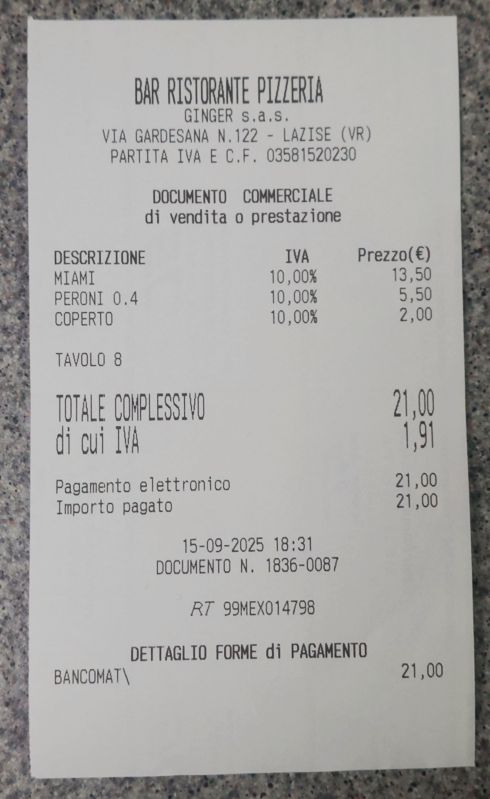 BAR RISTORANTE PIZZERIA
GINGER s.a.s.
VIA GARDESANA N.122 - LAZISE (VR)
PARTITA IVA E C.F. 03581520230
DOCUMENTO COMMERCIALE
di vendita o prestazione
DESCRIZIONE IVA Prezzo(€)
MIAMI 10,00% 13,50
PERONI 0.4 10,00% 5,50
COPERTO 10,00% 2,00
TAVOLO 8
TOTALE COMPLESSIVO 21,00
di cui IVA 1,91
Pagamento elettronico 21,00
Importo pagato 21,00
15-09-2025 18:31
DOCUMENTO N. 1836-0087
RT 99MEX014798
DETTAGLIO FORME di PAGAMENTO
BANCOMAT\ 21,00